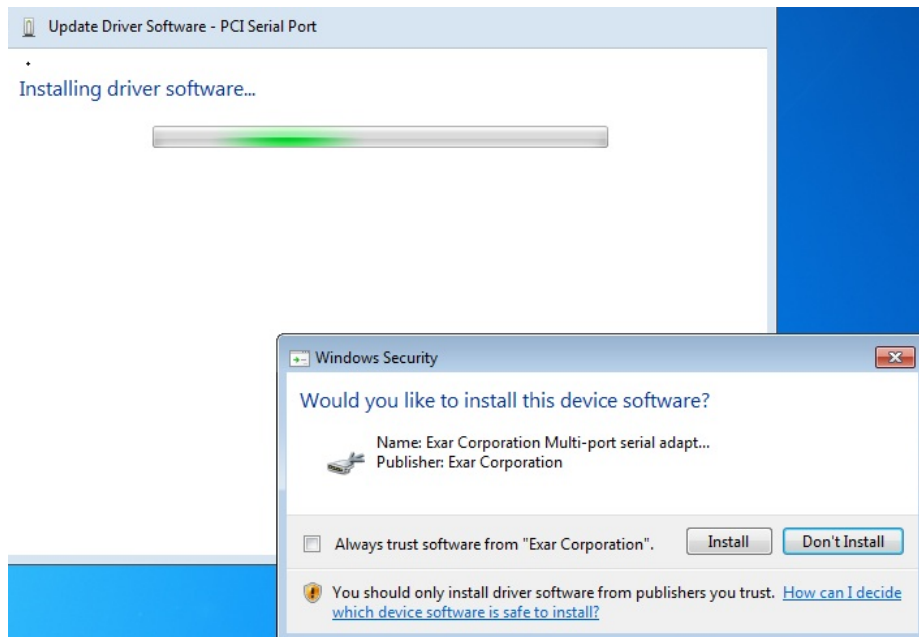 Update Driver Software - PCI Serial Port
Installing driver software...
Windows Security
Would you like to install this device software?
Name: Exar Corporation Multi-port serial adapt...
Publisher: Exar Corporation
Always trust software from "Exar Corporation".
Install
Don't Install
You should only install driver software from publishers you trust. How can I decide
which device software is safe to install?